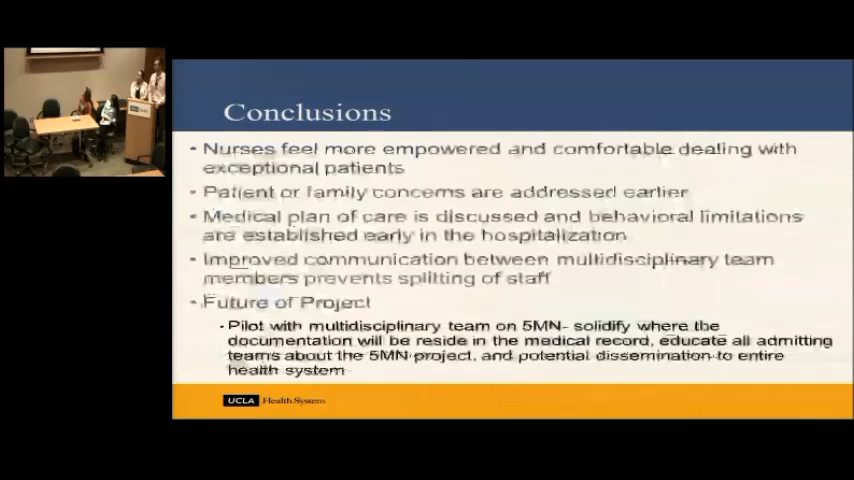 Conclusions
• Nurses feel more empowered and comfortable dealing with
exceptional patients
• Patient or family concerns are addressed earlier
• Medical plan of care is discussed and behavioral limitations
are established early in the hospitalization
• Improved communication between multidisciplinary team
members prevents splitting of staff
• Future of Project
• Pilot with multidisciplinary team on 5MN- solidify where the
documentation will be reside in the medical record, educate all admitting
teams about the 5MN project, and potential dissemination to entire
health system
UCLA Health System